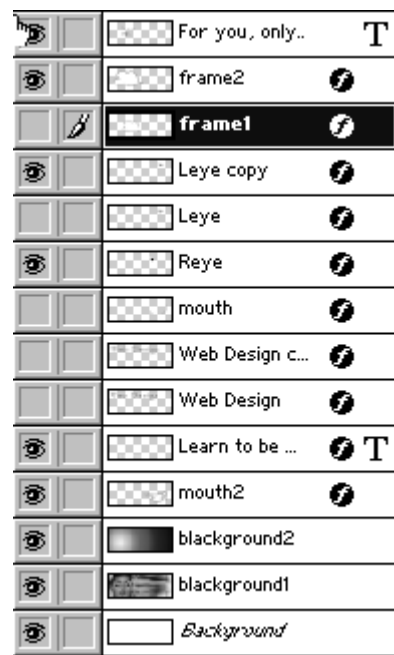 For you, only.. T
frame2
frame1
Leye copy
Leye
Reye
mouth
Web Design c...
Web Design
Learn to be ... T
mouth2
blackground2
blackground1
Background